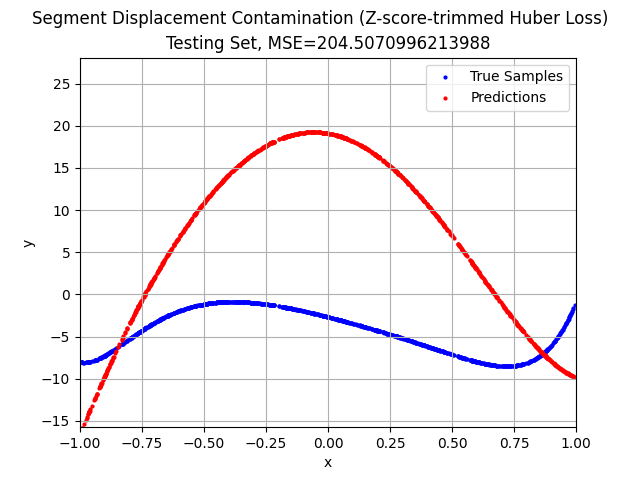 Segment Displacement Contamination (Z-score-trimmed Huber Loss)
Testing Set, MSE=204.5070996213988
True Samples
Predictions
25
20
15
10
5
0
−5
−10
−15
y
−1.00 −0.75 −0.50 −0.25 0.00 0.25 0.50 0.75 1.00
x